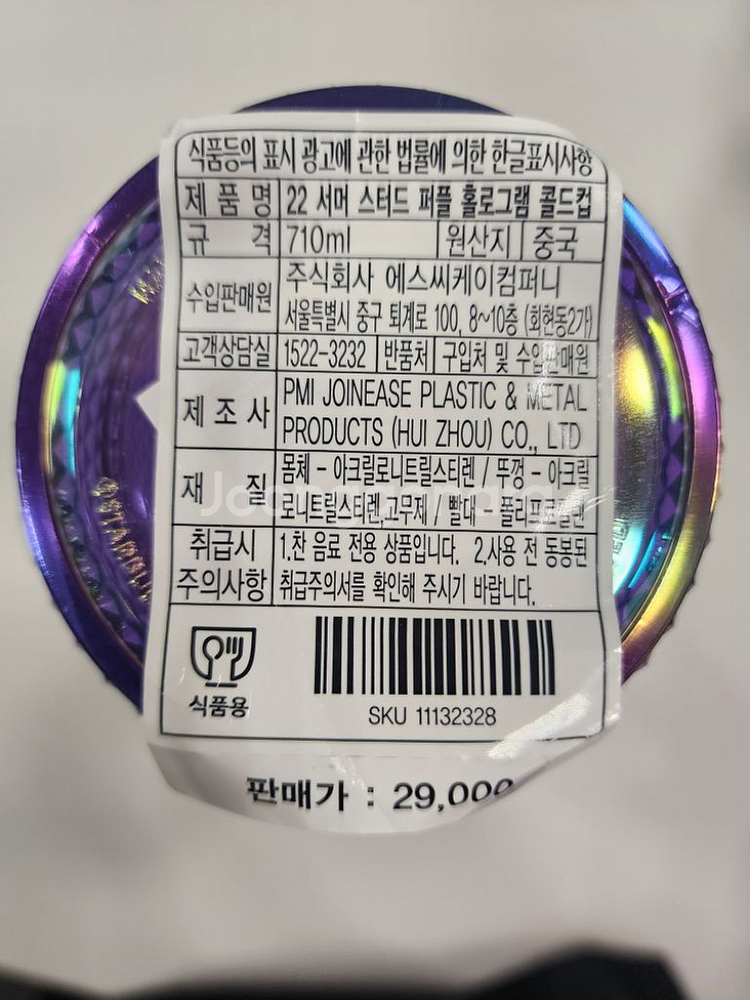 식품등의 표시 광고에 관한 법률에 의한 한글표시사항
제품명 22 서머 스터드 퍼플 홀로그램 콜드컵
규격 710ml 원산지 중국
수입판매원 주식회사 에스씨케이컴퍼니
서울특별시 중구 퇴계로 100, 8~10층 (회현동2가)
고객상담실 1522-3232 반품처 구입처 및 수입판매원
제조사 PMI JOINEASE PLASTIC & METAL
PRODUCTS (HUI ZHOU) CO., LTD
재질 몸체 - 아크릴로니트릴스티렌 / 뚜껑 - 아크릴
로니트릴스티렌,고무제 / 빨대 - 폴리프로필렌
취급시 1.찬 음료 전용 상품입니다. 2.사용 전 동봉된
주의사항 취급주의서를 확인해 주시기 바랍니다.
식품용
SKU 11132328
판매가 : 29,000